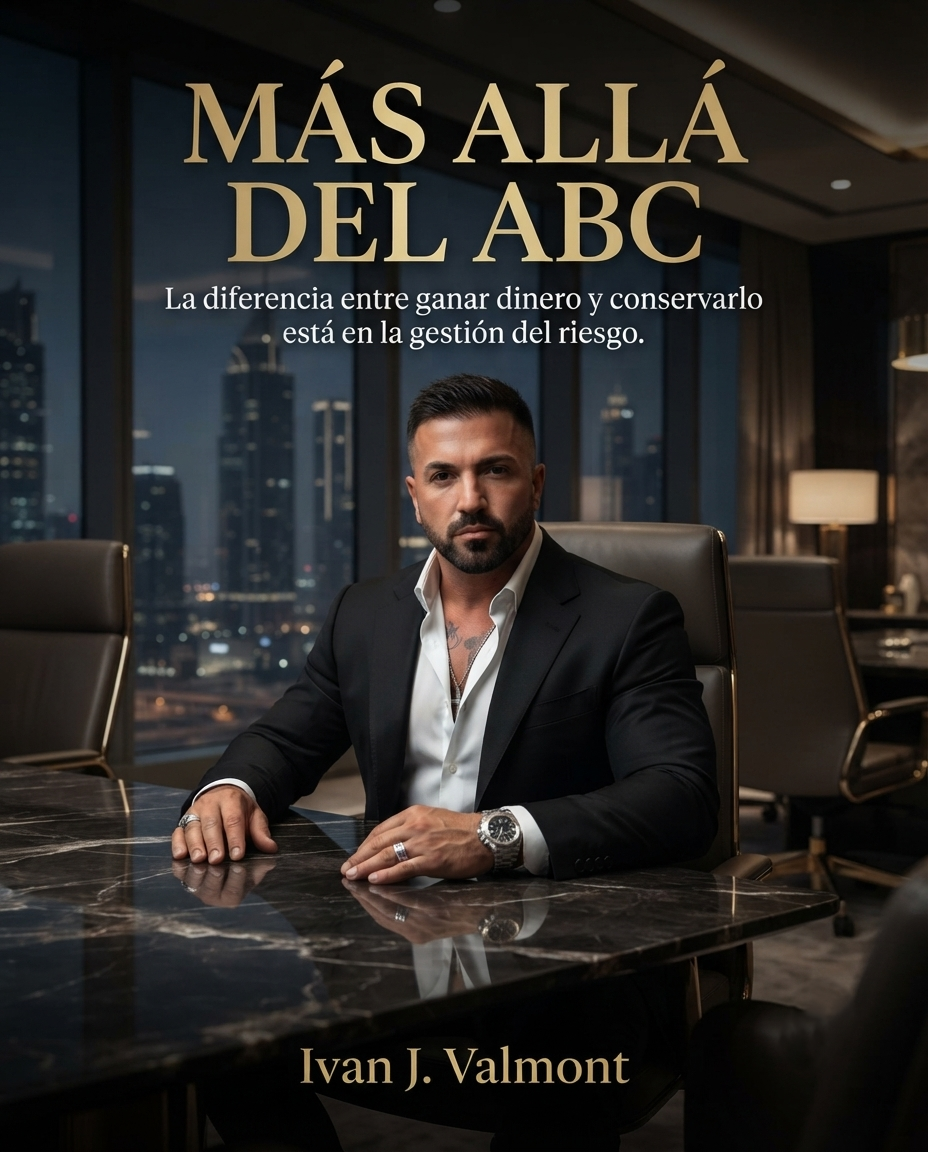 MÁS ALLÁ
DEL ABC
La diferencia entre ganar dinero y conservarlo
está en la gestión del riesgo.
Ivan J. Valmont